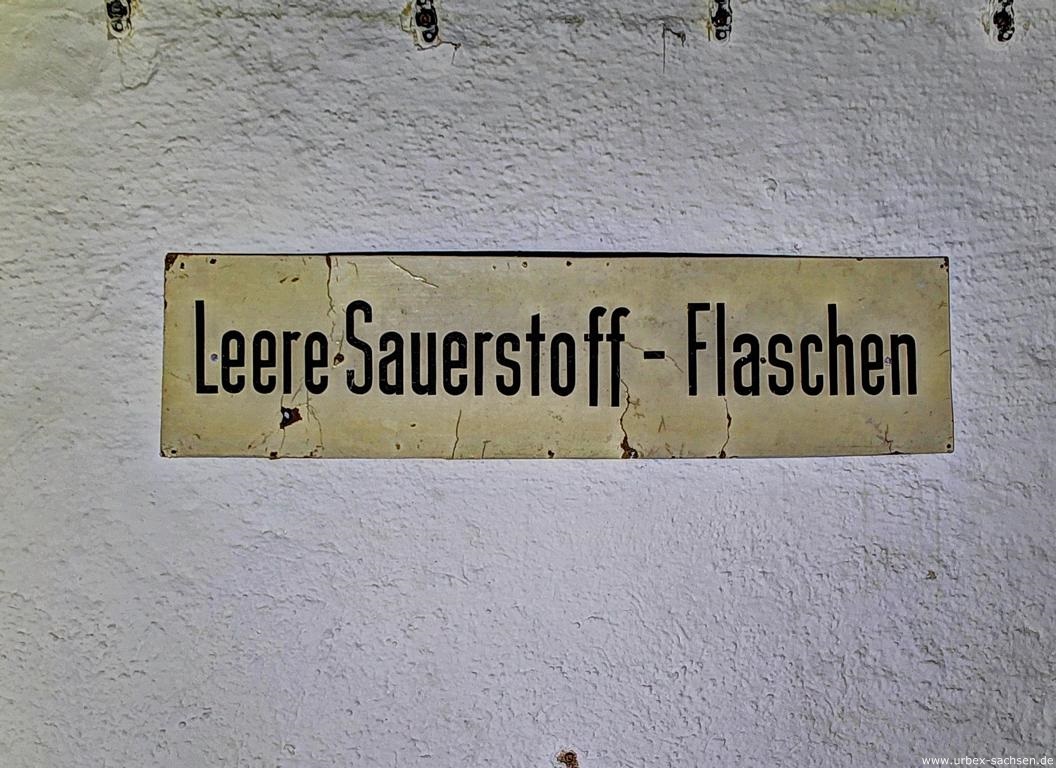 Leere Sauerstoff - Flaschen
www.urbex-sachsen.de